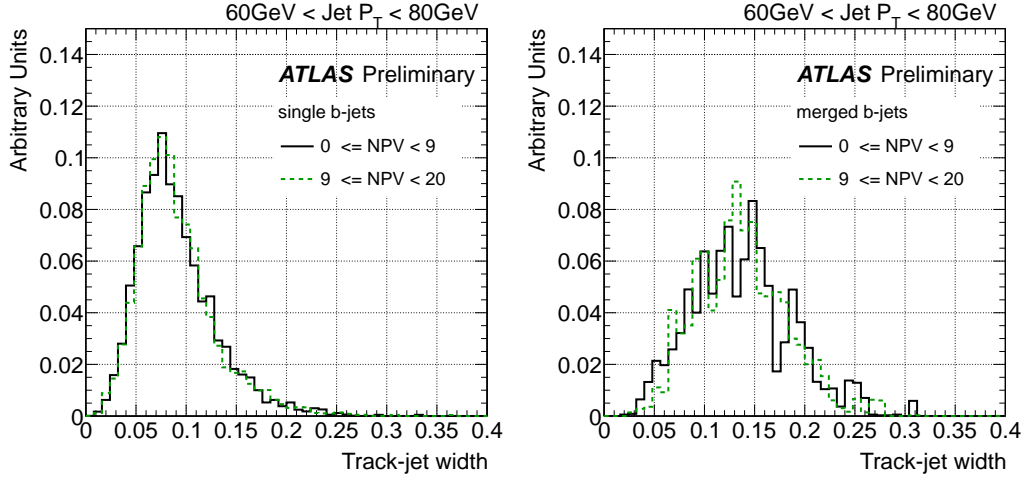 60GeV < Jet P_T < 80GeV
Arbitrary Units
0.14
0.12
0.1
0.08
0.06
0.04
0.02
0
ATLAS Preliminary
single b-jets
0 <= NPV < 9
9 <= NPV < 20
0 0.05 0.1 0.15 0.2 0.25 0.3 0.35 0.4
Track-jet width
60GeV < Jet P_T < 80GeV
Arbitrary Units
0.14
0.12
0.1
0.08
0.06
0.04
0.02
0
ATLAS Preliminary
merged b-jets
0 <= NPV < 9
9 <= NPV < 20
0 0.05 0.1 0.15 0.2 0.25 0.3 0.35 0.4
Track-jet width